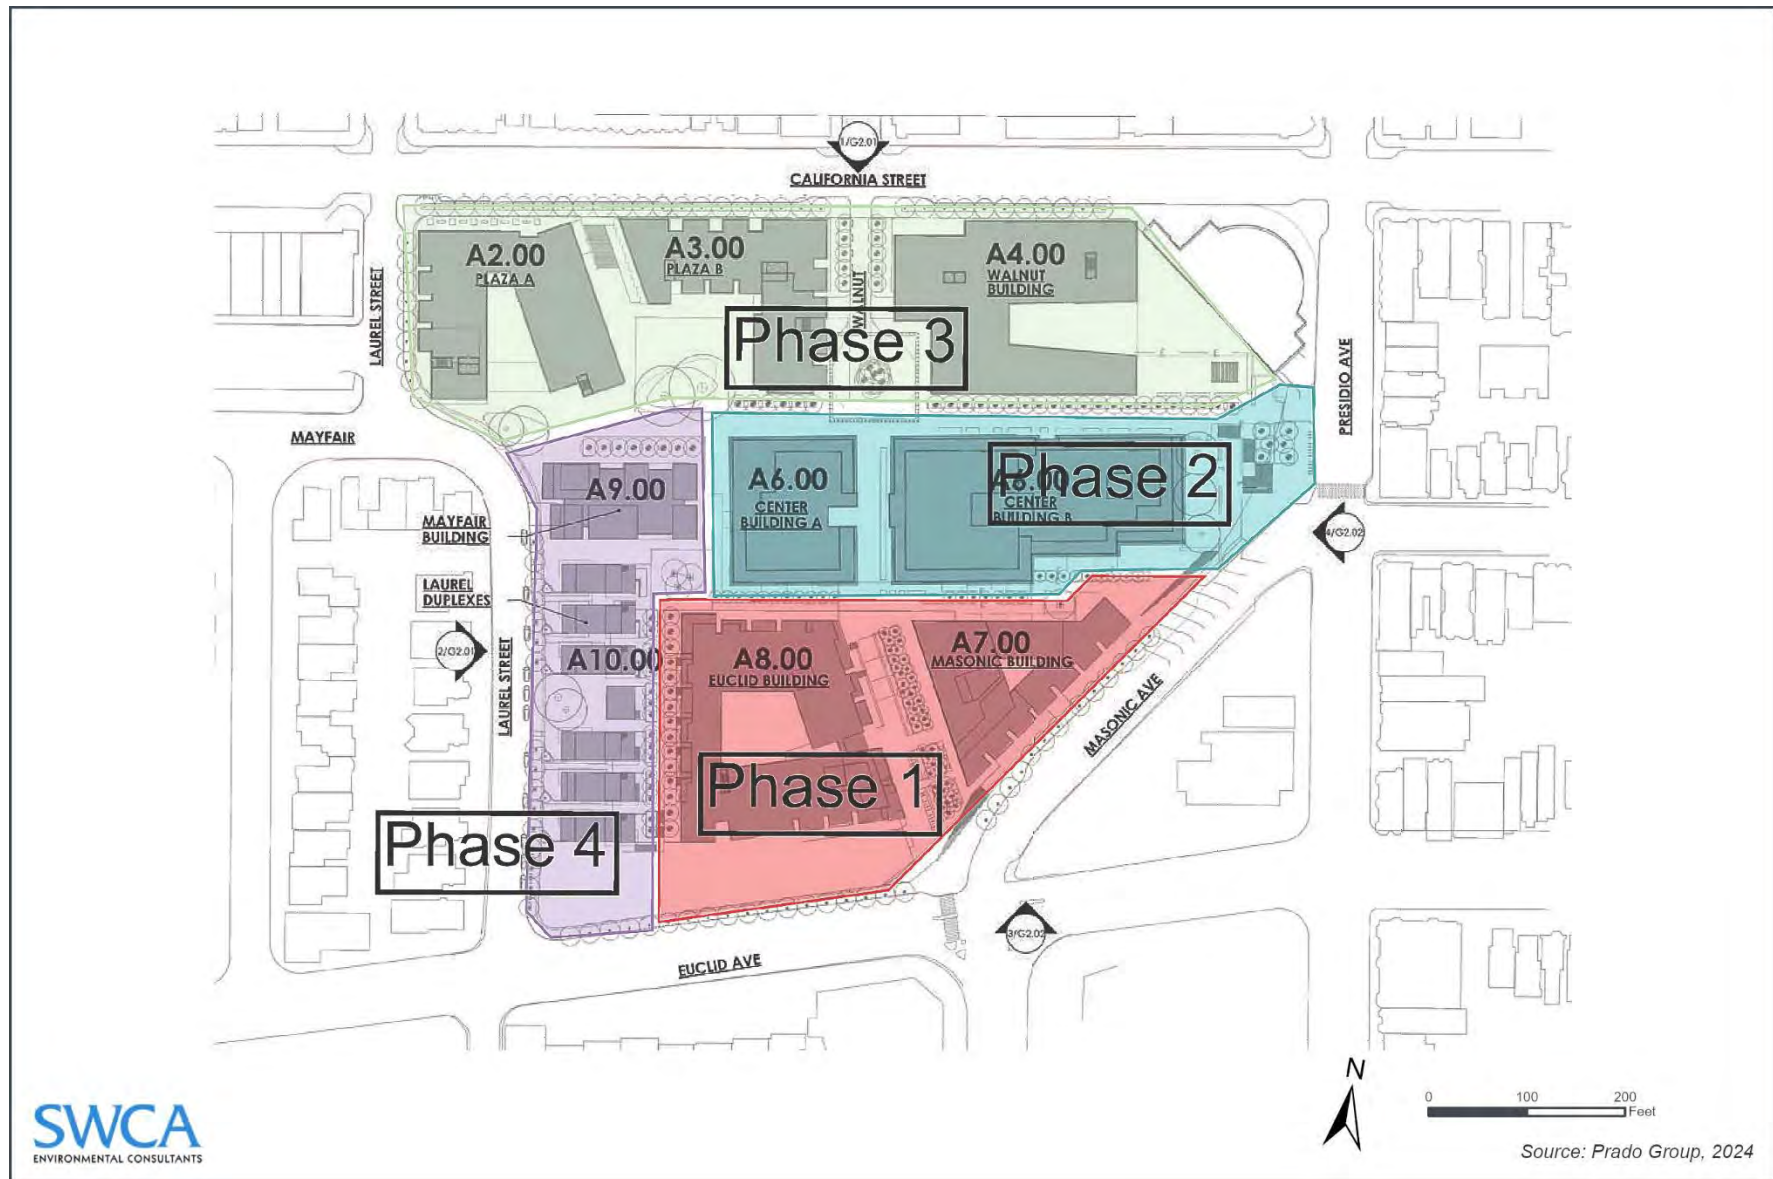 1/G2.01
CALIFORNIA STREET
A2.00
PLAZA A
A3.00
PLAZA B
A4.00
WALNUT
BUILDING
WALNUT
LAUREL STREET
Phase 3
PRESIDIO AVE
MAYFAIR
A9.00
A6.00
CENTER
BUILDING A
CENTER
BUILDING B
Phase 2
MAYFAIR
BUILDING
4/G2.02
LAUREL
DUPLEXES
2/G2.01
LAUREL STREET
A10.00
A8.00
EUCLID BUILDING
A7.00
MASONIC BUILDING
MASONIC AVE
Phase 1
Phase 4
3/G2.02
EUCLID AVE
N
0 100 200
Feet
SWCA
ENVIRONMENTAL CONSULTANTS
Source: Prado Group, 2024